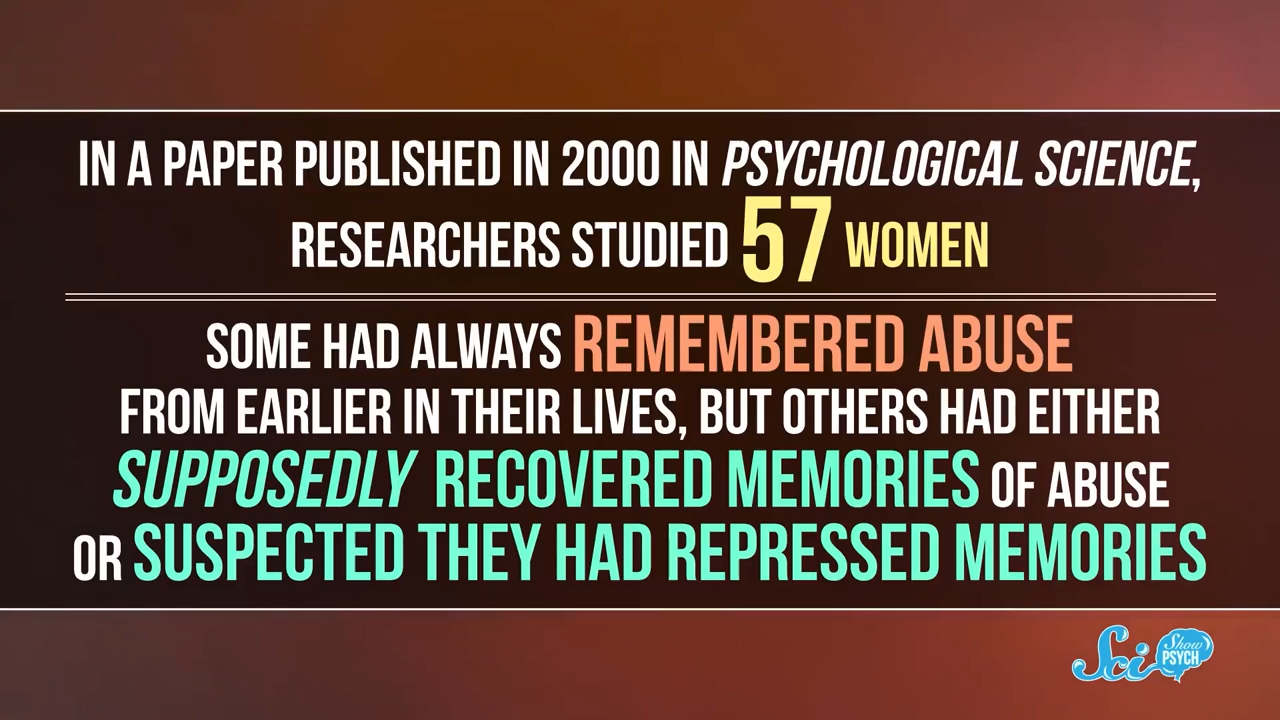 IN A PAPER PUBLISHED IN 2000 IN PSYCHOLOGICAL SCIENCE,
RESEARCHERS STUDIED 57 WOMEN
SOME HAD ALWAYS REMEMBERED ABUSE
FROM EARLIER IN THEIR LIVES, BUT OTHERS HAD EITHER
SUPPOSEDLY RECOVERED MEMORIES OF ABUSE
OR SUSPECTED THEY HAD REPRESSED MEMORIES
Sci Show
PSYCH